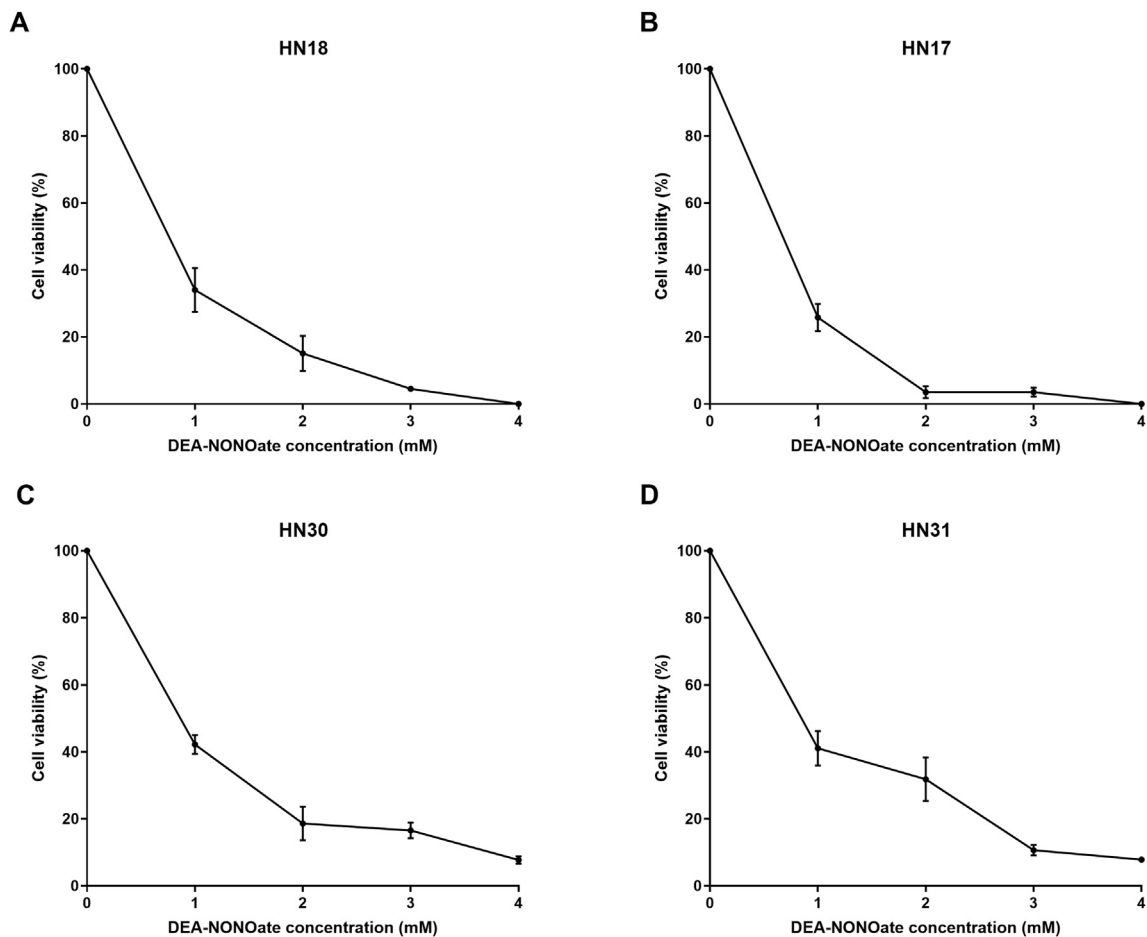 A
HN18
100
80
60
40
20
0
Cell viability (%)
0 1 2 3 4
DEA-NONOate concentration (mM)
B
HN17
100
80
60
40
20
0
Cell viability (%)
0 1 2 3 4
DEA-NONOate concentration (mM)
C
HN30
100
80
60
40
20
0
Cell viability (%)
0 1 2 3 4
DEA-NONOate concentration (mM)
D
HN31
100
80
60
40
20
0
Cell viability (%)
0 1 2 3 4
DEA-NONOate concentration (mM)